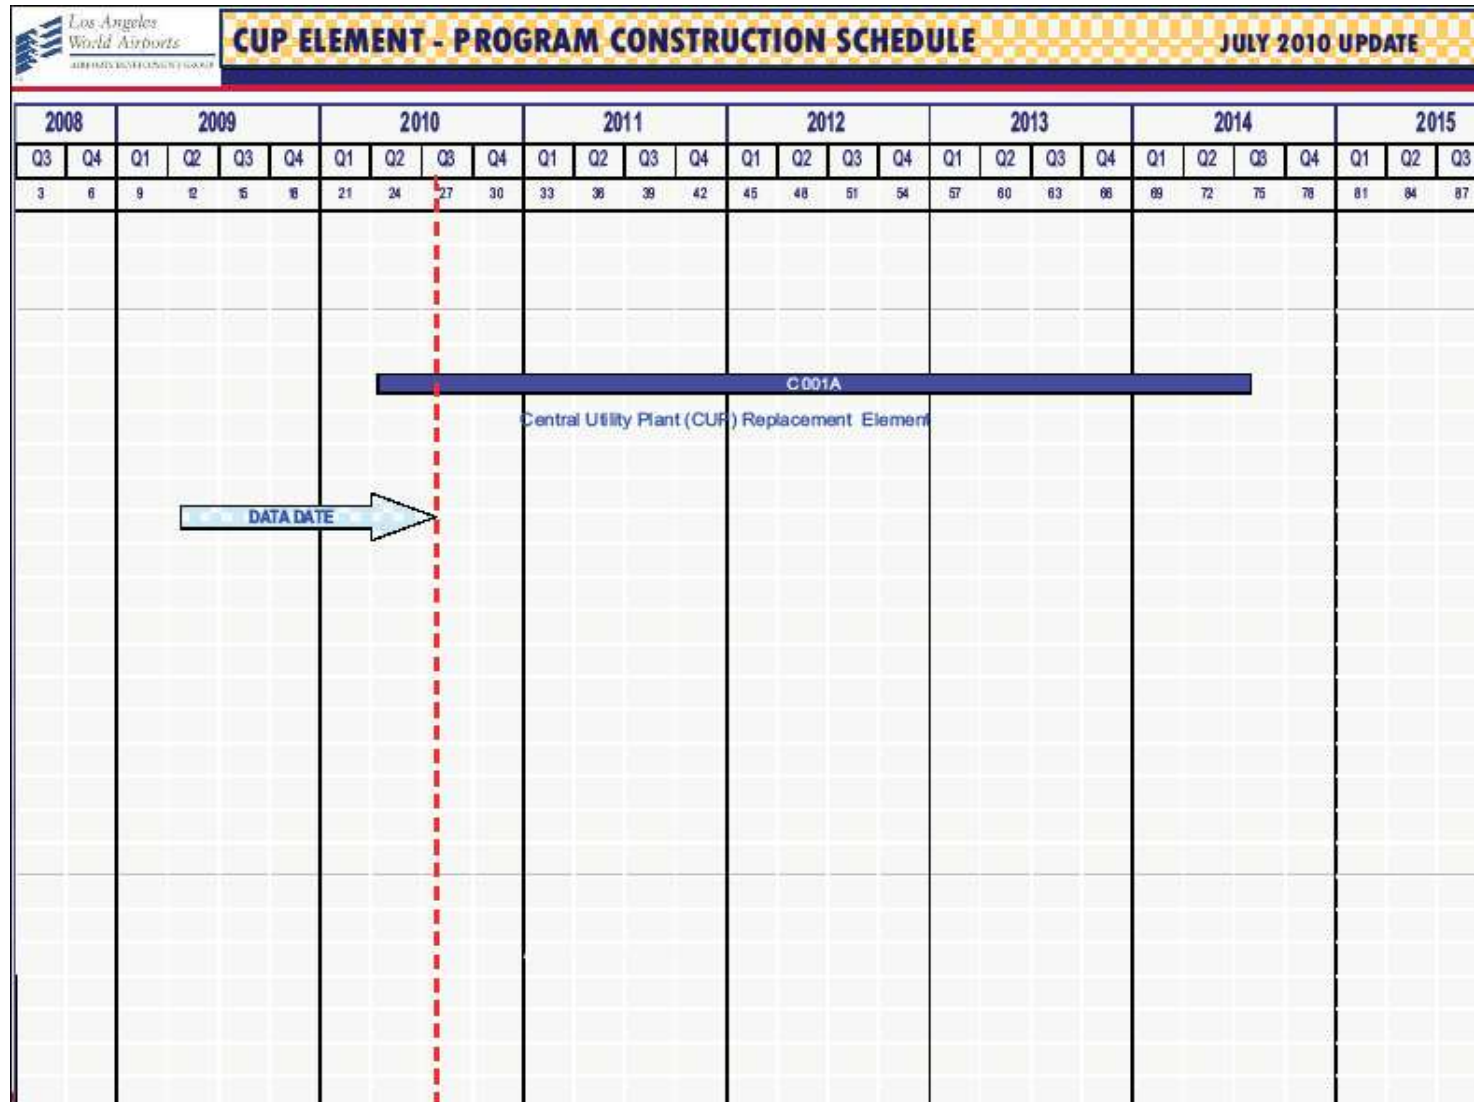 Los Angeles
World Airports
AIRPORTS DEVELOPMENT GROUP
CUP ELEMENT - PROGRAM CONSTRUCTION SCHEDULE
JULY 2010 UPDATE
2008 2009 2010 2011 2012 2013 2014 2015
Q3 Q4 Q1 Q2 Q3 Q4 Q1 Q2 Q3 Q4 Q1 Q2 Q3 Q4 Q1 Q2 Q3 Q4 Q1 Q2 Q3 Q4 Q1 Q2 Q3 Q4 Q1 Q2 Q3
3 6 9 12 15 18 21 24 27 30 33 36 39 42 45 48 51 54 57 60 63 66 69 72 75 78 81 84 87
C001A
Central Utility Plant (CUP) Replacement Element
DATA DATE